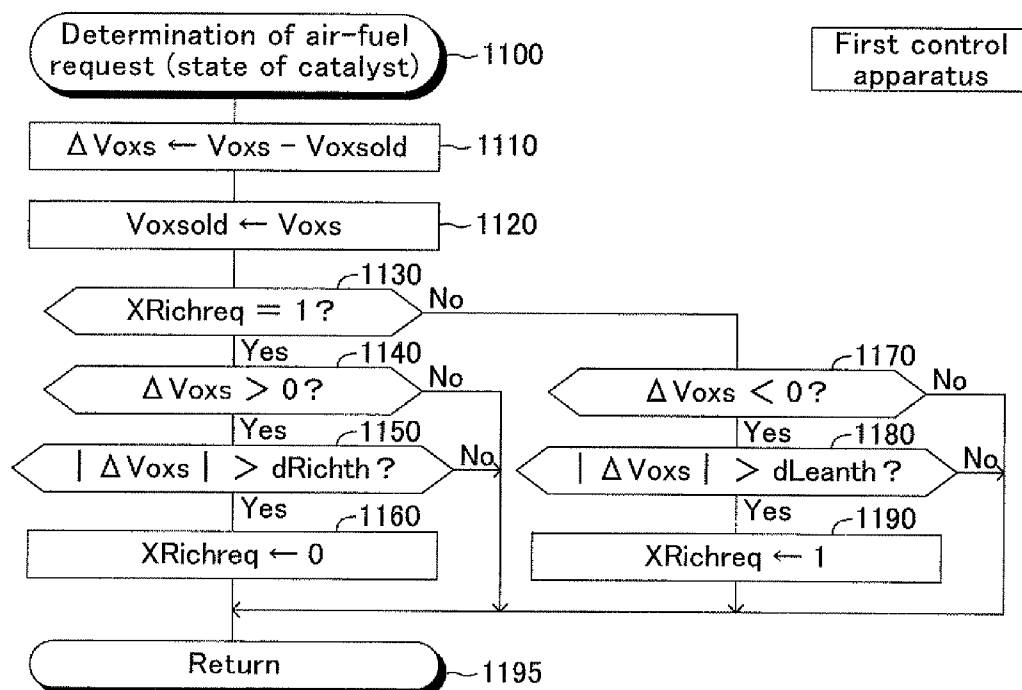 Determination of air-fuel
request (state of catalyst)
1100
First control
apparatus
ΔVoxs ← Voxs - Voxsold
1110
Voxsold ← Voxs
1120
1130
XRichreq = 1?
No
Yes
1140
ΔVoxs > 0?
No
1170
ΔVoxs < 0?
No
Yes
1150
| ΔVoxs | > dRichth?
No
Yes
1180
| ΔVoxs | > dLeanth?
No
Yes
1160
XRichreq ← 0
Yes
1190
XRichreq ← 1
Return
1195